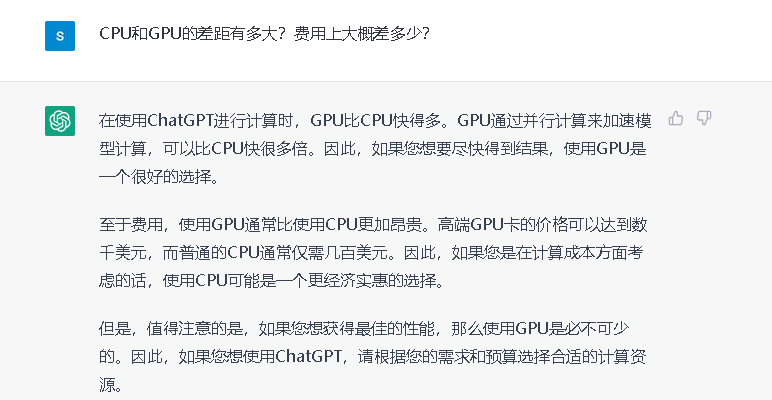 S
CPU和GPU的差距有多大？费用上大概差多少？
在使用ChatGPT进行计算时，GPU比CPU快得多。GPU通过并行计算来加速模
型计算，可以比CPU快很多倍。因此，如果您想要尽快得到结果，使用GPU是
一个很好的选择。
至于费用，使用GPU通常比使用CPU更加昂贵。高端GPU卡的价格可以达到数
千美元，而普通的CPU通常仅需几百美元。因此，如果您是在计算成本方面考
虑的话，使用CPU可能是一个更经济实惠的选择。
但是，值得注意的是，如果您想获得最佳的性能，那么使用GPU是必不可少
的。因此，如果您想使用ChatGPT，请根据您的需求和预算选择合适的计算资
源。